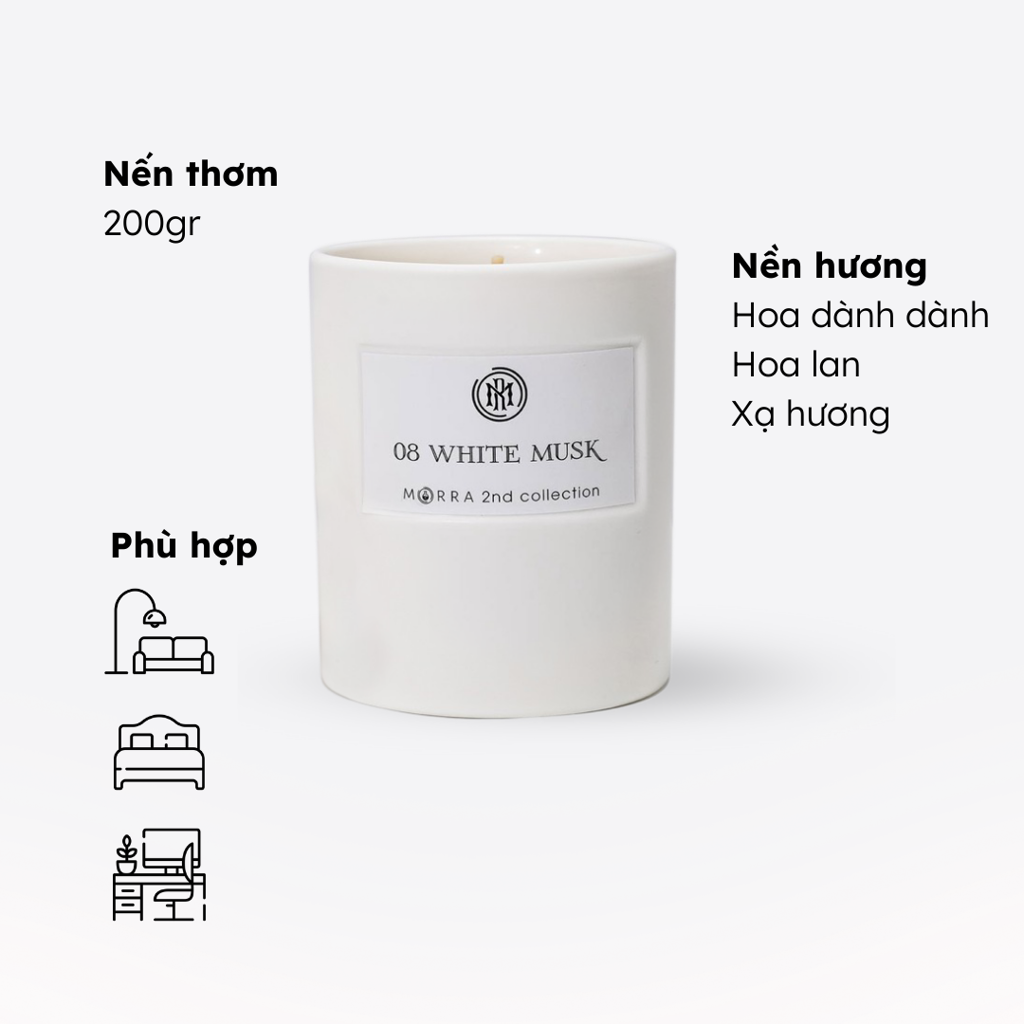 Nến thơm
200gr
Nền hương
Hoa dành dành
Hoa lan
Xạ hương
08 WHITE MUSK
MORRA 2nd collection
Phù hợp